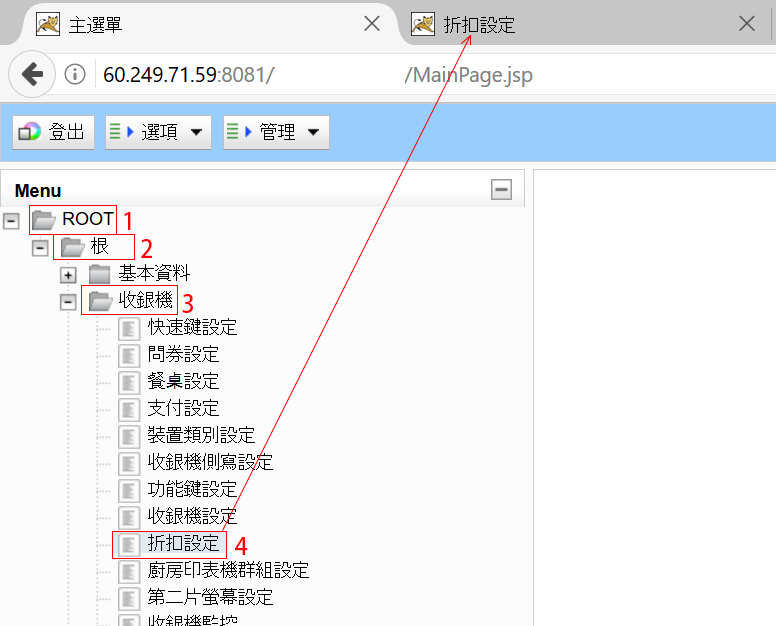 主選單
折扣設定
60.249.71.59:8081/ /MainPage.jsp
登出 選項 管理
Menu
ROOT 1
根 2
基本資料
收銀機 3
快速鍵設定
問券設定
餐桌設定
支付設定
裝置類別設定
收銀機側寫設定
功能鍵設定
收銀機設定
折扣設定 4
廚房印表機群組設定
第二片螢幕設定
收銀機監控